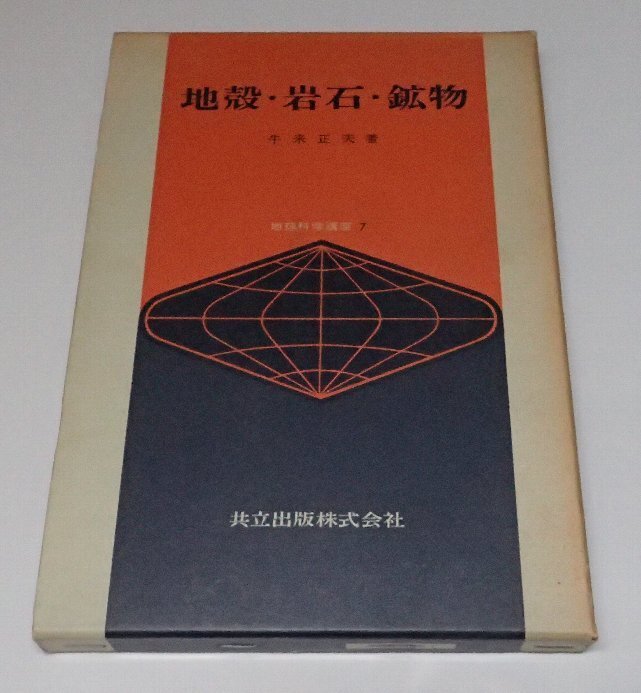 地殻・岩石・鉱物
牛来正夫著
地球科学講座 7
共立出版株式会社